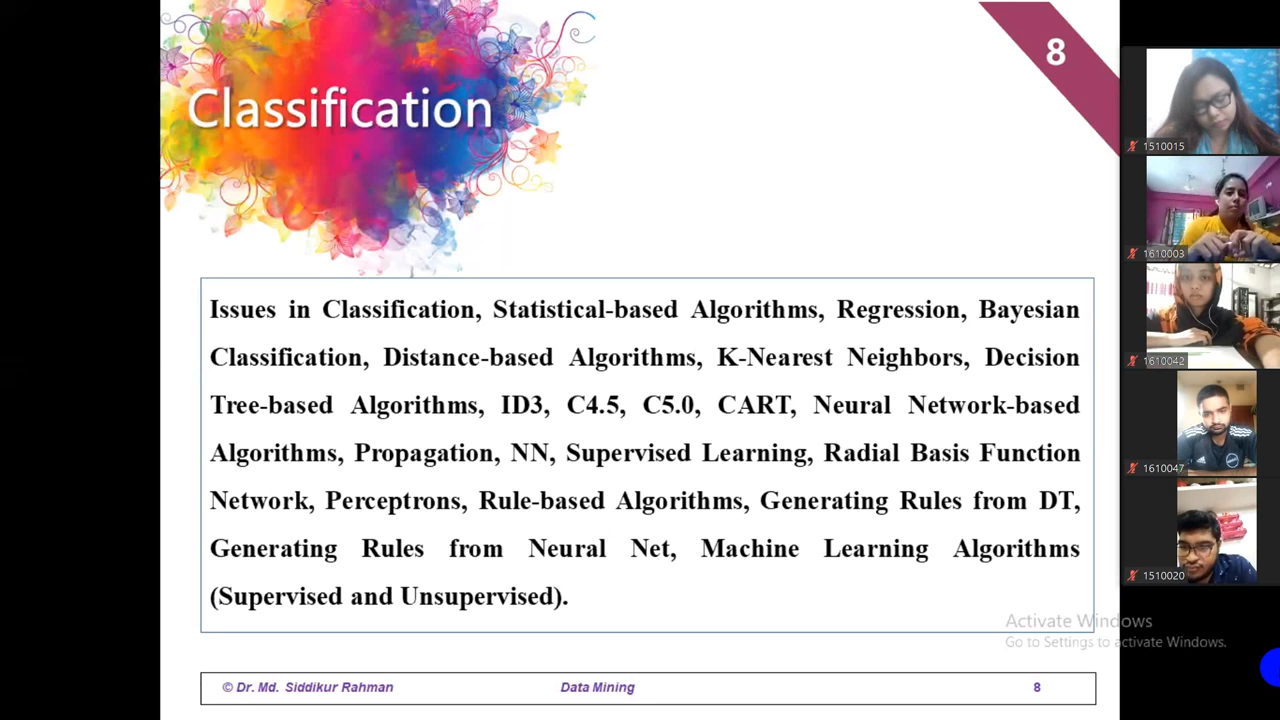 Classification
8
Issues in Classification, Statistical-based Algorithms, Regression, Bayesian
Classification, Distance-based Algorithms, K-Nearest Neighbors, Decision
Tree-based Algorithms, ID3, C4.5, C5.0, CART, Neural Network-based
Algorithms, Propagation, NN, Supervised Learning, Radial Basis Function
Network, Perceptrons, Rule-based Algorithms, Generating Rules from DT,
Generating Rules from Neural Net, Machine Learning Algorithms
(Supervised and Unsupervised).
© Dr. Md. Siddikur Rahman
Data Mining
8
1510015
1610003
1610042
1610047
1510020
Activate Windows
Go to Settings to activate Windows.